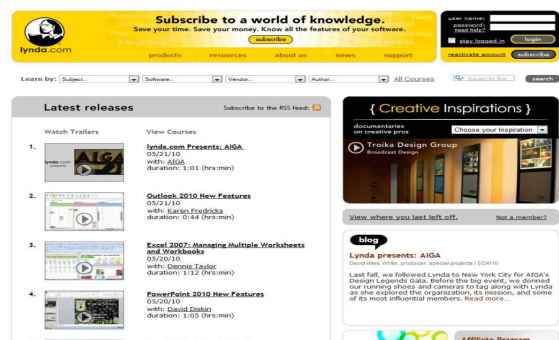 Subscribe to a world of knowledge.
Save your time. Save your money. Know all the features of your software.
subscribe
lynda.com
products resources about us news support
user name:
password:
need help?
stay logged in login
reactivate account subscribe
Learn by: Subject... Software... Vendor... Author... All Courses Search for search
Latest releases Subscribe to the RSS feed:
Watch Trailers View Courses
1. lynda.com Presents: AIGA
05/21/10
with: AIGA
duration: 1:01 (hrs:min)
2. Outlook 2010 New Features
05/21/10
with: Karen Fredricks
duration: 0:44 (hrs:min)
3. Excel 2007: Managing Multiple Worksheets
and Workbooks
05/20/10
with: Dennis Taylor
duration: 1:12 (hrs:min)
4. PowerPoint 2010 New Features
05/20/10
with: David Diskin
duration: 1:05 (hrs:min)
{ Creative Inspirations }
documentaries
on creative pros
Choose your Inspiration
Troika Design Group
Broadcast Design
View where you last left off. Not a member?
blog
Lynda presents: AIGA
David Niles White, producer, special projects | 5/24/10
Last fall, we followed Lynda to New York City for AIGA's
Design Legends Gala. Before the big event, we donned
our running shoes and cameras to tag along with Lynda
as she explored the organization, its mission, and some
of its most influential members. Read more...
Affiliate Program